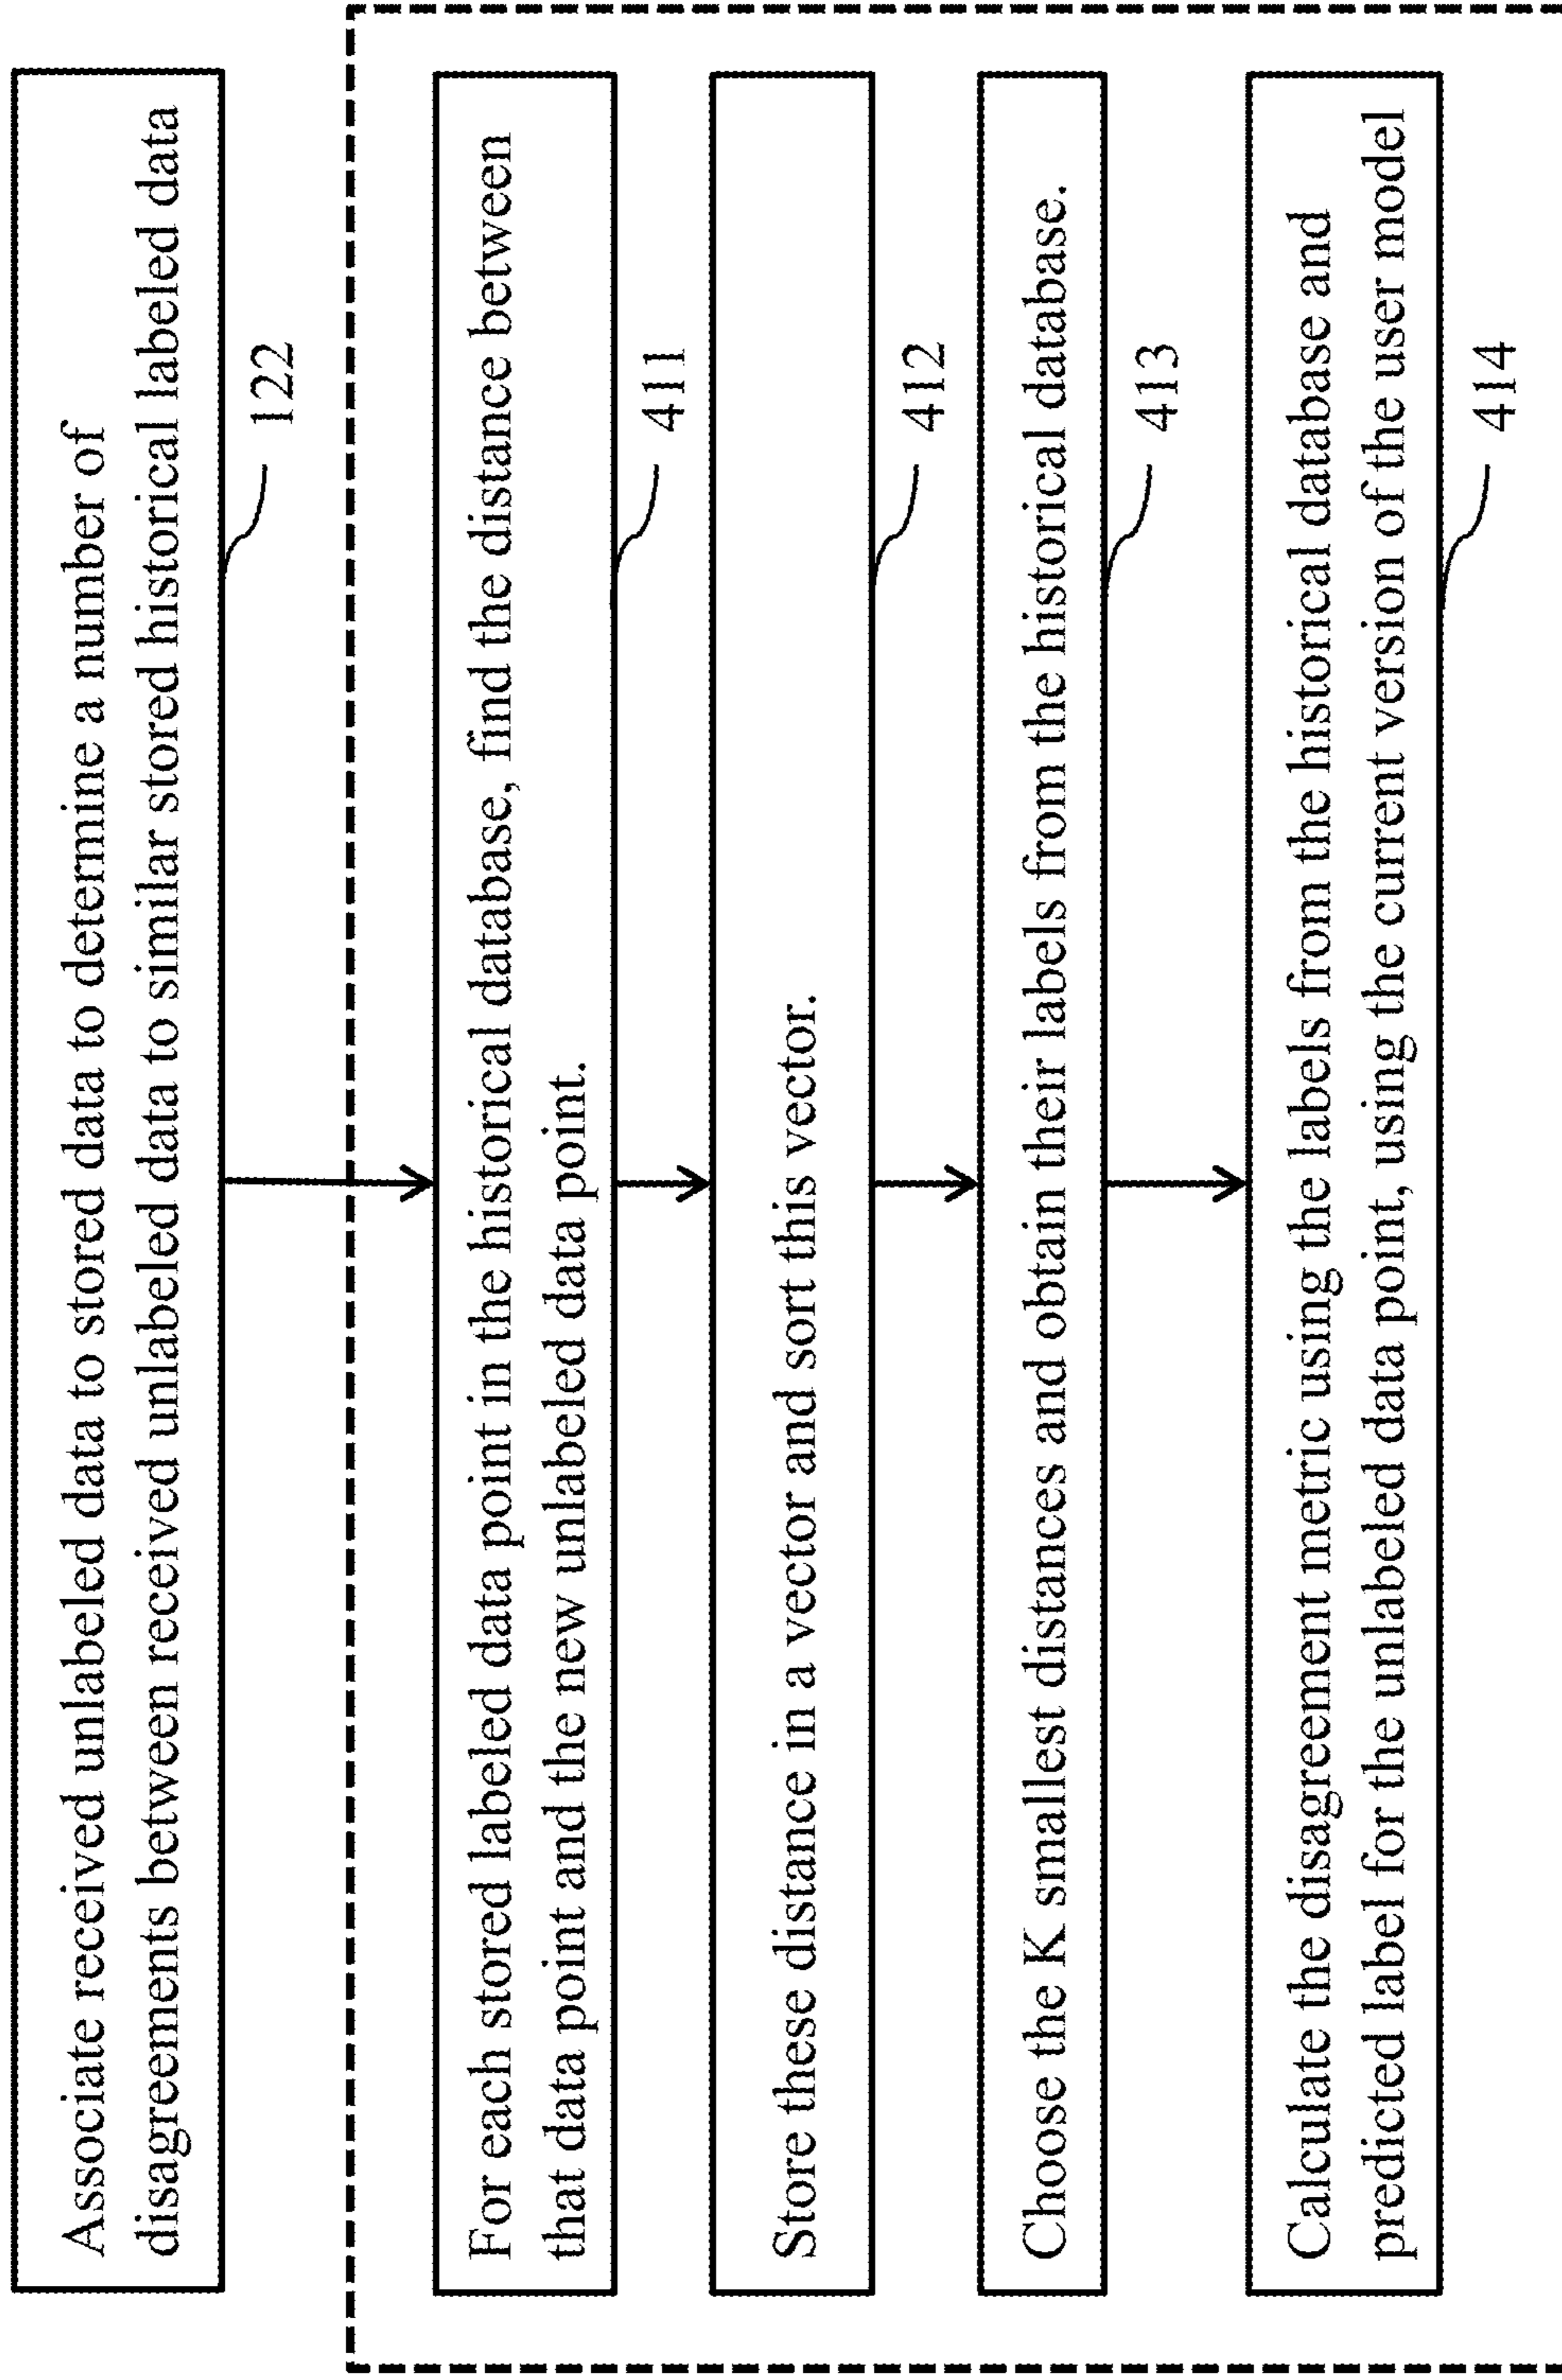 Associate received unlabeled data to stored data to determine a number of
disagreements between received unlabeled data to similar stored historical labeled data
122
For each stored labeled data point in the historical database, find the distance between
that data point and the new unlabeled data point.
411
Store these distance in a vector and sort this vector.
412
Choose the K smallest distances and obtain their labels from the historical database.
413
Calculate the disagreement metric using the labels from the historical database and
predicted label for the unlabeled data point, using the current version of the user model
414